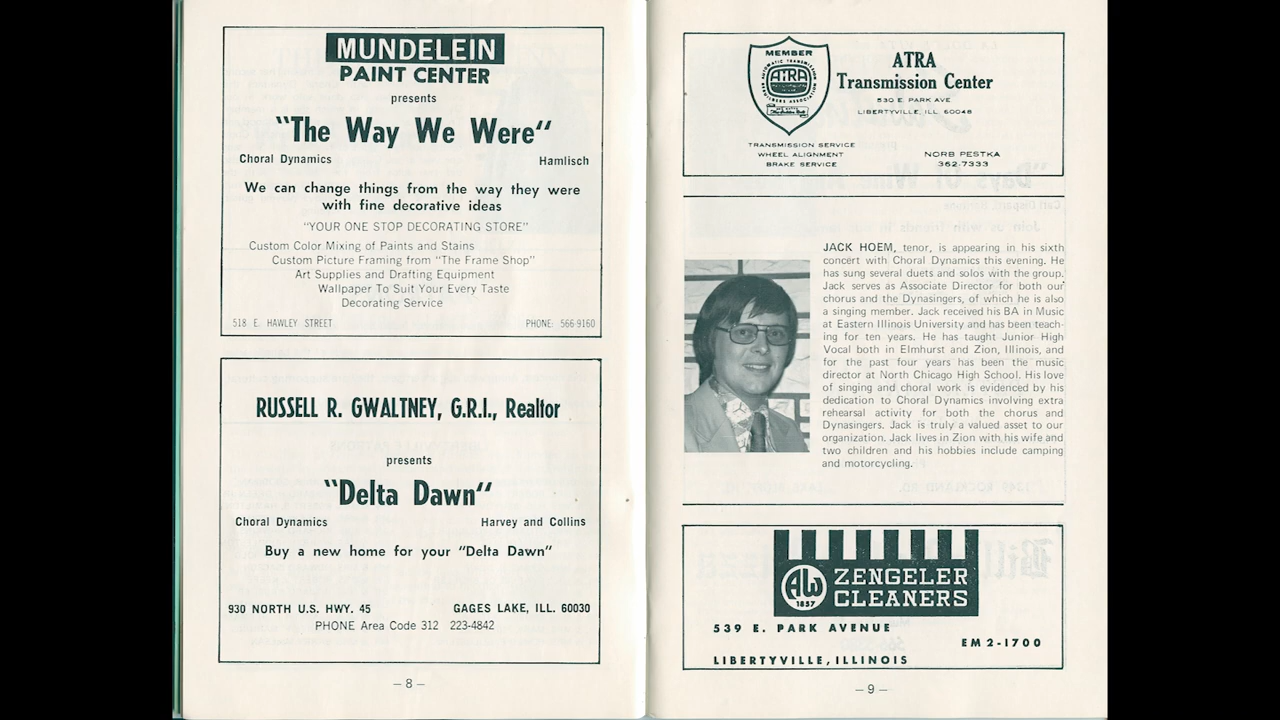 MUNDELEIN
PAINT CENTER
presents
"The Way We Were"
Choral Dynamics Hamlisch
We can change things from the way they were
with fine decorative ideas
"YOUR ONE STOP DECORATING STORE"
Custom Color Mixing of Paints and Stains
Custom Picture Framing from "The Frame Shop"
Art Supplies and Drafting Equipment
Wallpaper To Suit Your Every Taste
Decorating Service
518 E. HAWLEY STREET PHONE: 566-9160
RUSSELL R. GWALTNEY, G.R.I., Realtor
presents
"Delta Dawn"
Choral Dynamics Harvey and Collins
Buy a new home for your "Delta Dawn"
930 NORTH U.S. HWY. 45 GAGES LAKE, ILL. 60030
PHONE Area Code 312 223-4842
—8—
MEMBER
AUTOMATIC TRANSMISSION
ATRA
REBUILDERS ASSOCIATION
ATRA
Transmission Center
530 E. PARK AVE
LIBERTYVILLE, ILL. 60048
TRANSMISSION SERVICE
WHEEL ALIGNMENT
BRAKE SERVICE
NORB PESTKA
362-7333
JACK HOEM, tenor, is appearing in his sixth
concert with Choral Dynamics this evening. He
has sung several duets and solos with the group.
Jack serves as Associate Director for both our
chorus and the Dynasingers, of which he is also
a singing member. Jack received his BA in Music
at Eastern Illinois University and has been teach-
ing for ten years. He has taught Junior High
Vocal both in Elmhurst and Zion, Illinois, and
for the past four years has been the music
director at North Chicago High School. His love
of singing and choral work is evidenced by his
dedication to Choral Dynamics involving extra
rehearsal activity for both the chorus and
Dynasingers. Jack is truly a valued asset to our
organization. Jack lives in Zion with his wife and
two children and his hobbies include camping
and motorcycling.
AW
1857
ZENGELER
CLEANERS
539 E. PARK AVENUE
EM 2-1700
LIBERTYVILLE, ILLINOIS
—9—